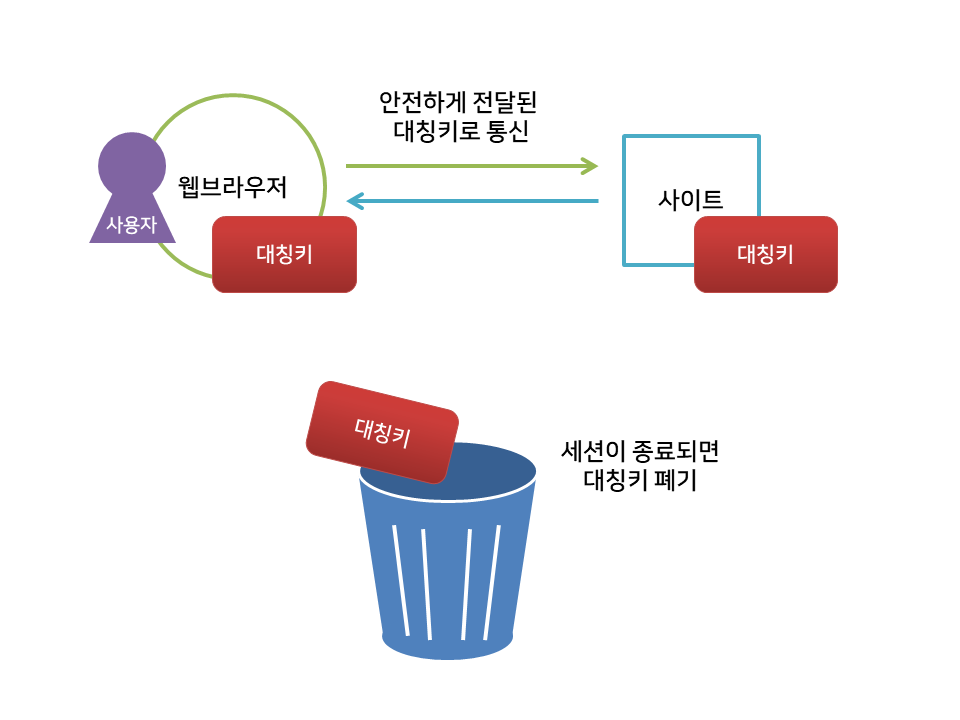 안전하게 전달된
대칭키로 통신
웹브라우저
사용자
대칭키
사이트
대칭키
대칭키
세션이 종료되면
대칭키 폐기